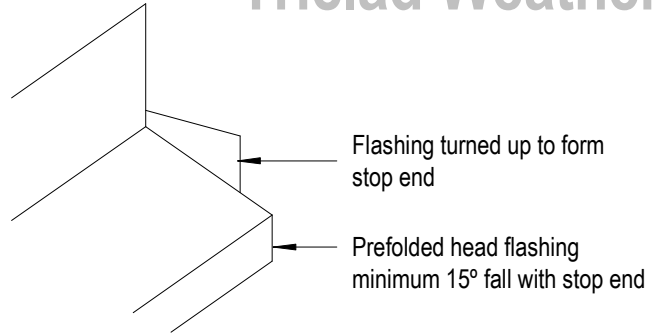 Flashing turned up to form
stop end
Prefolded head flashing
minimum 15º fall with stop end